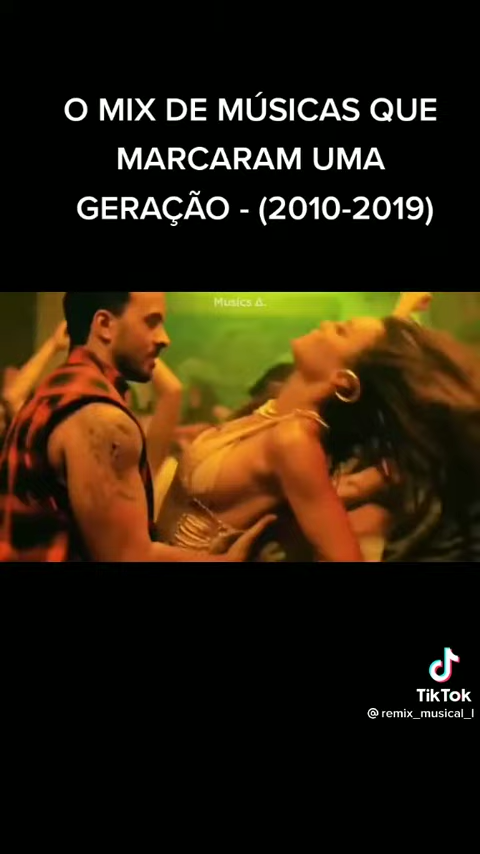 O MIX DE MÚSICAS QUE
MARCARAM UMA
GERAÇÃO - (2010-2019)
Musics Δ.
TikTok
@remix_musical_l